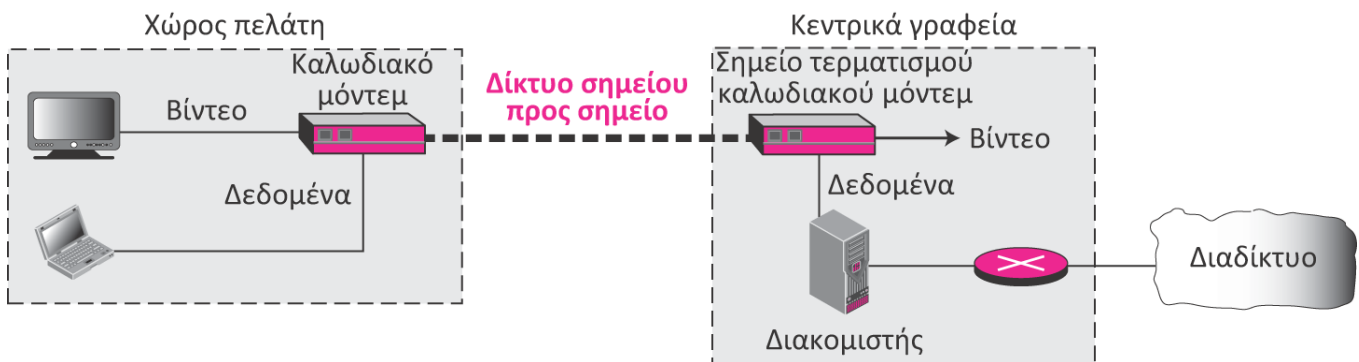 Χώρος πελάτη
Καλωδιακό
μόντεμ
Βίντεο
Δεδομένα
Δίκτυο σημείου
προς σημείο
Κεντρικά γραφεία
Σημείο τερματισμού
καλωδιακού μόντεμ
Βίντεο
Δεδομένα
Διακομιστής
Διαδίκτυο